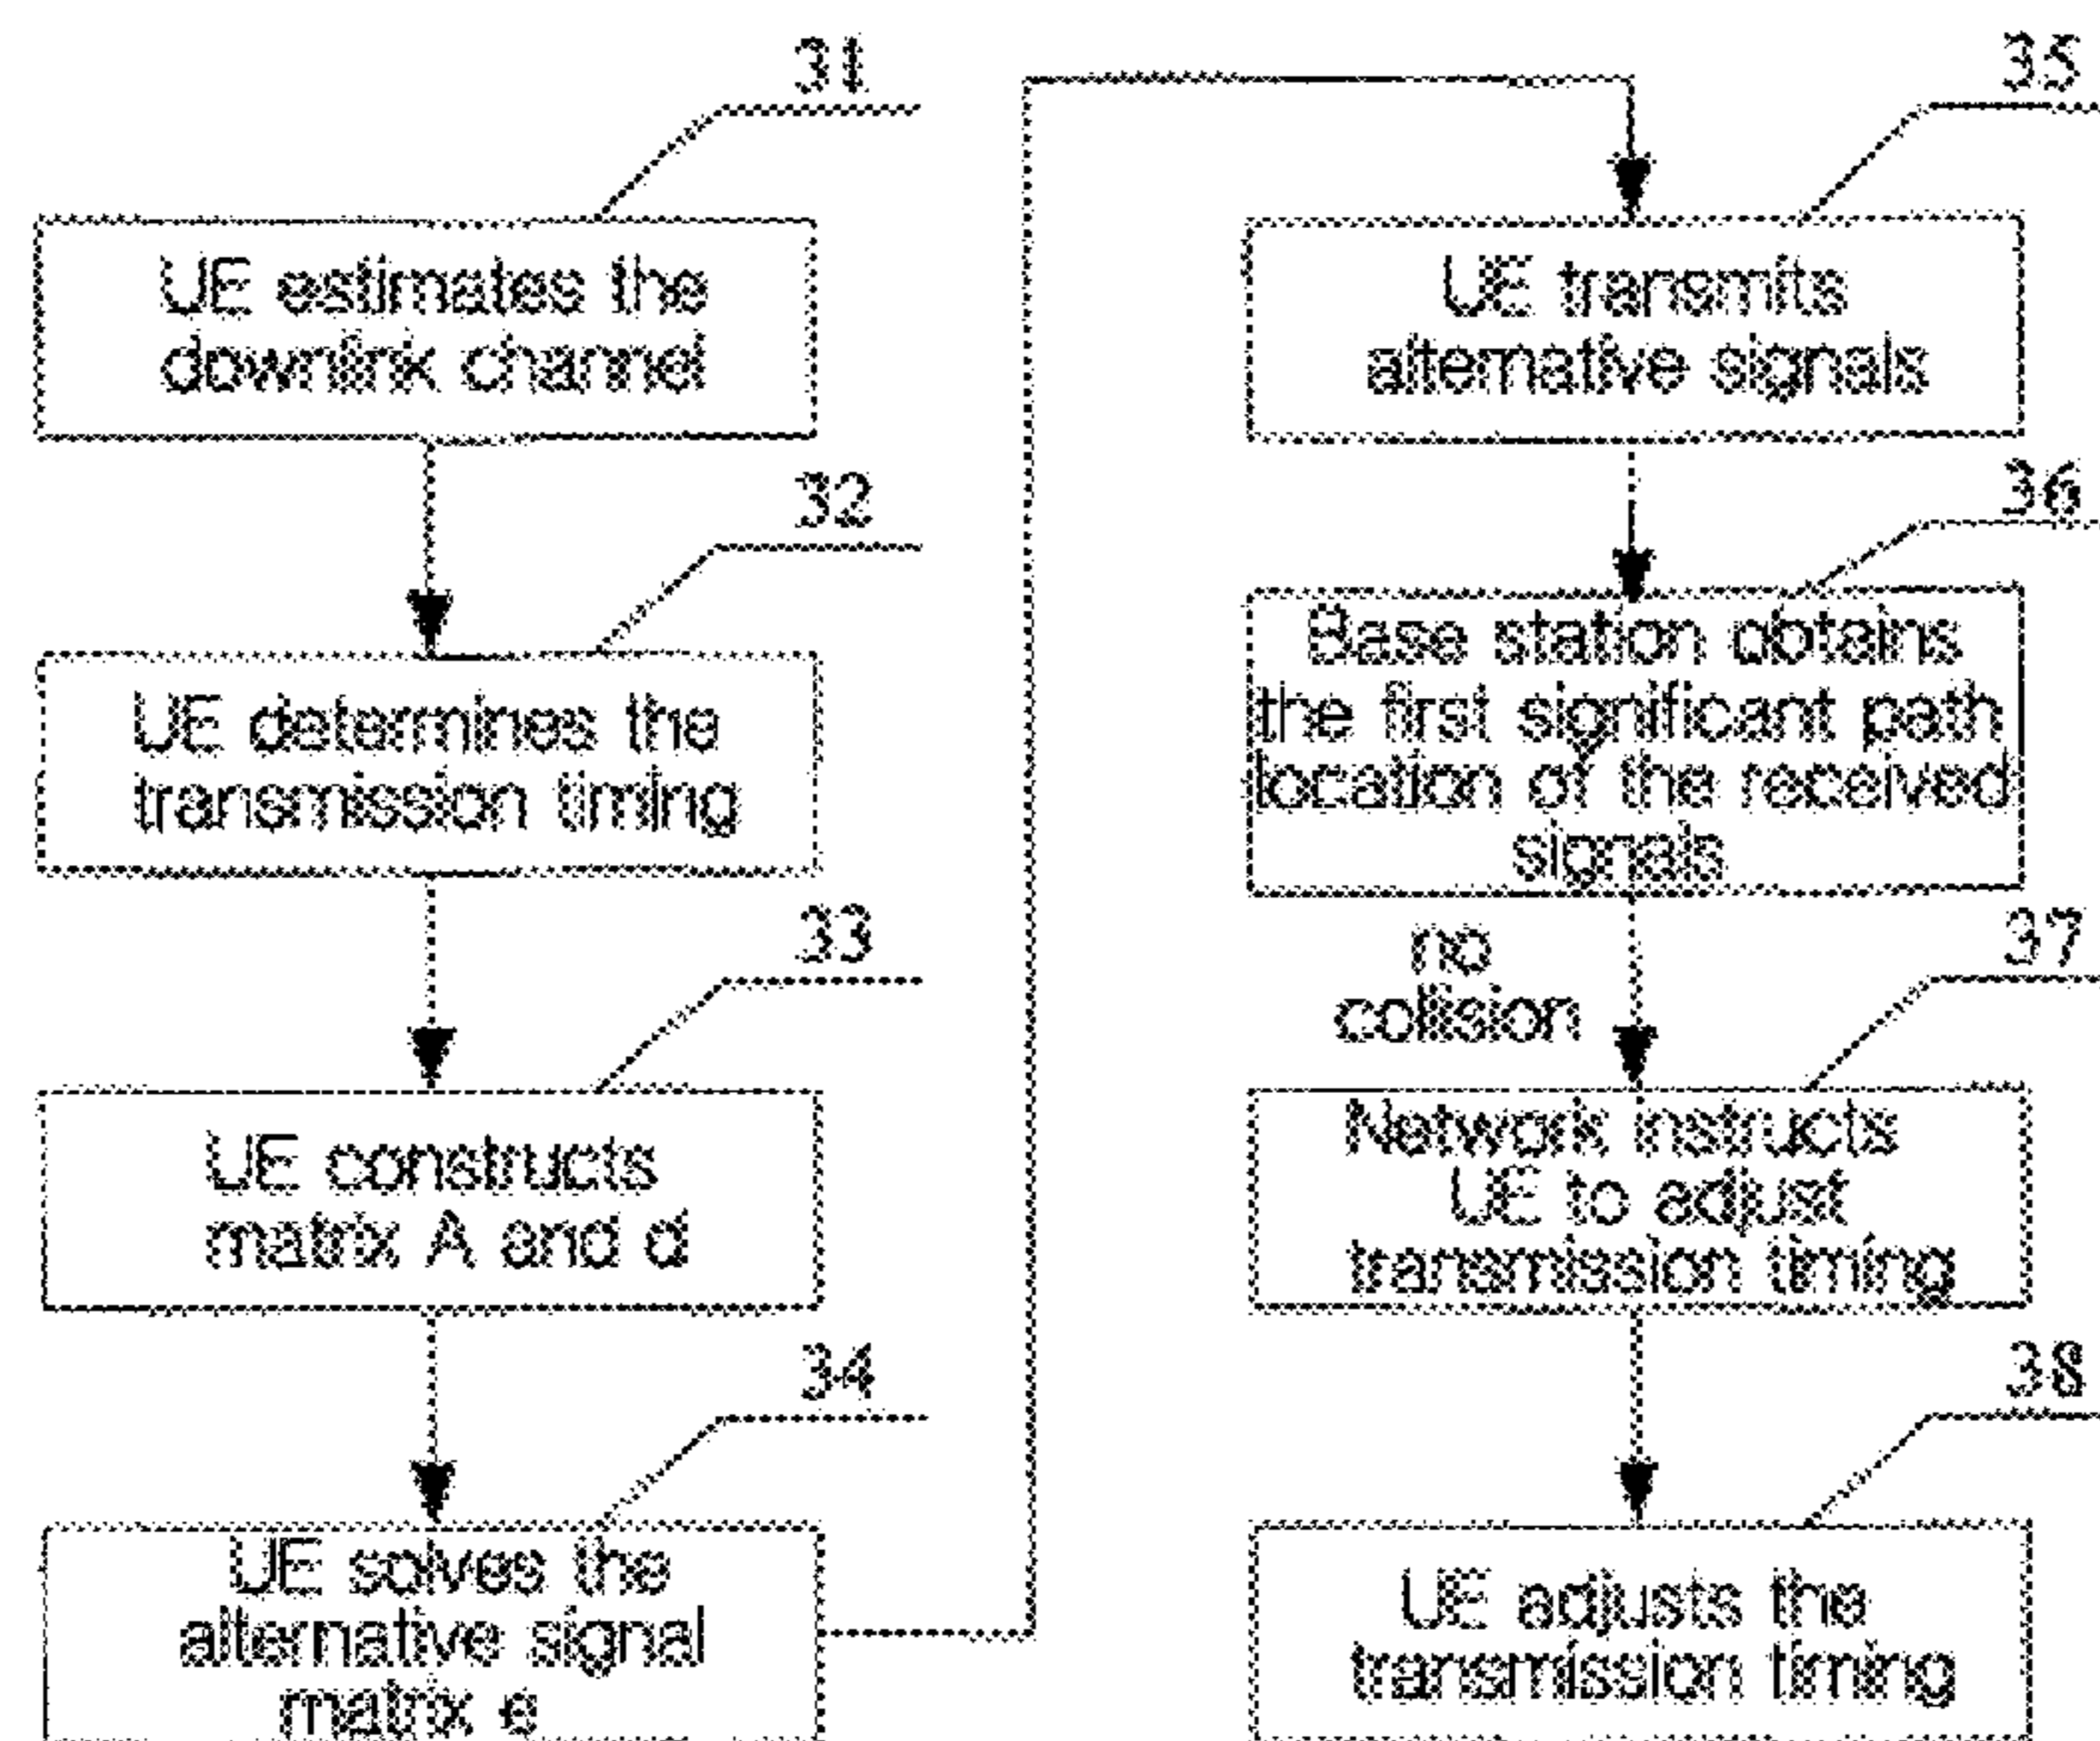 31
UE estimates the
downlink channel
32
UE determines the
transmission timing
33
UE constructs
matrix A and d
34
UE solves the
alternative signal
matrix e
35
UE transmits
alternative signals
36
Base station obtains
the first significant path
location of the received
signals
no
collision
37
Network instructs
UE to adjust
transmission timing
38
UE adjusts the
transmission timing